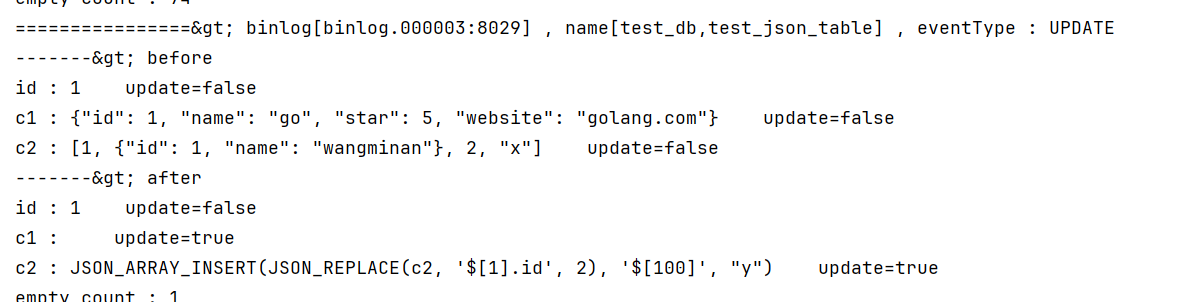 empty count : 74
================&gt; binlog[binlog.000003:8029] , name[test_db,test_json_table] , eventType : UPDATE
-------&gt; before
id : 1    update=false
c1 : {"id": 1, "name": "go", "star": 5, "website": "golang.com"}    update=false
c2 : [1, {"id": 1, "name": "wangminan"}, 2, "x"]    update=false
-------&gt; after
id : 1    update=false
c1 :     update=true
c2 : JSON_ARRAY_INSERT(JSON_REPLACE(c2, '$[1].id', 2), '$[100]', "y")    update=true
empty count : 1